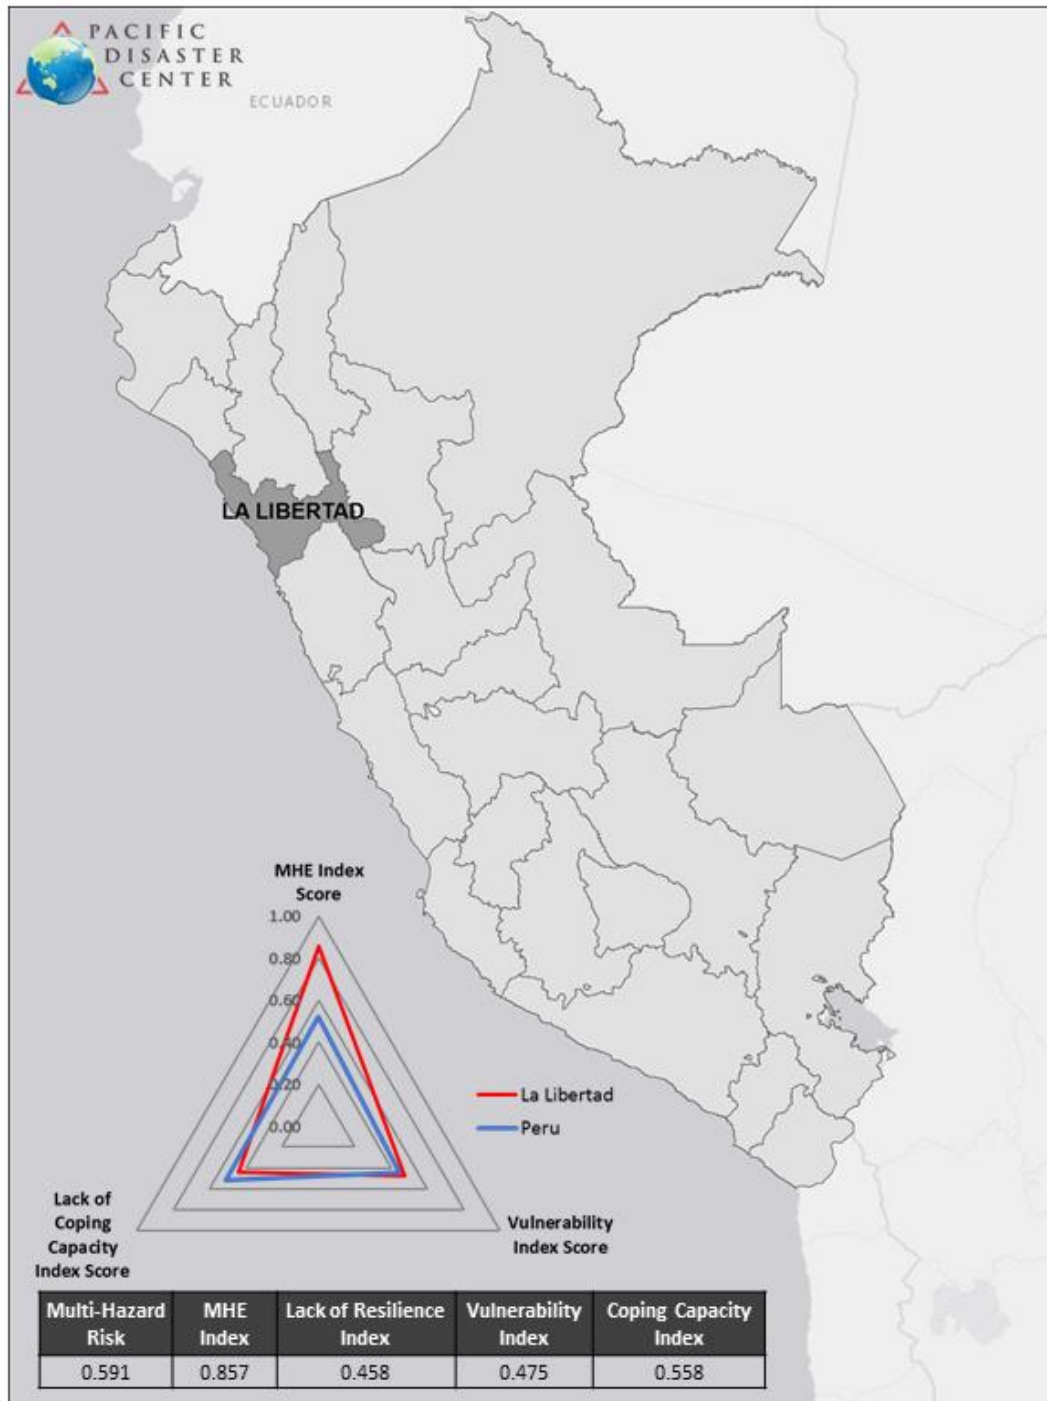 PACIFIC
DISASTER
CENTER
ECUADOR
LA LIBERTAD
MHE Index
Score
1.00
0.80
0.60
0.40
0.20
0.00
La Libertad
Peru
Lack of
Coping
Capacity
Index Score
Vulnerability
Index Score
Multi-Hazard
Risk
MHE
Index
Lack of Resilience
Index
Vulnerability
Index
Coping Capacity
Index
0.591
0.857
0.458
0.475
0.558